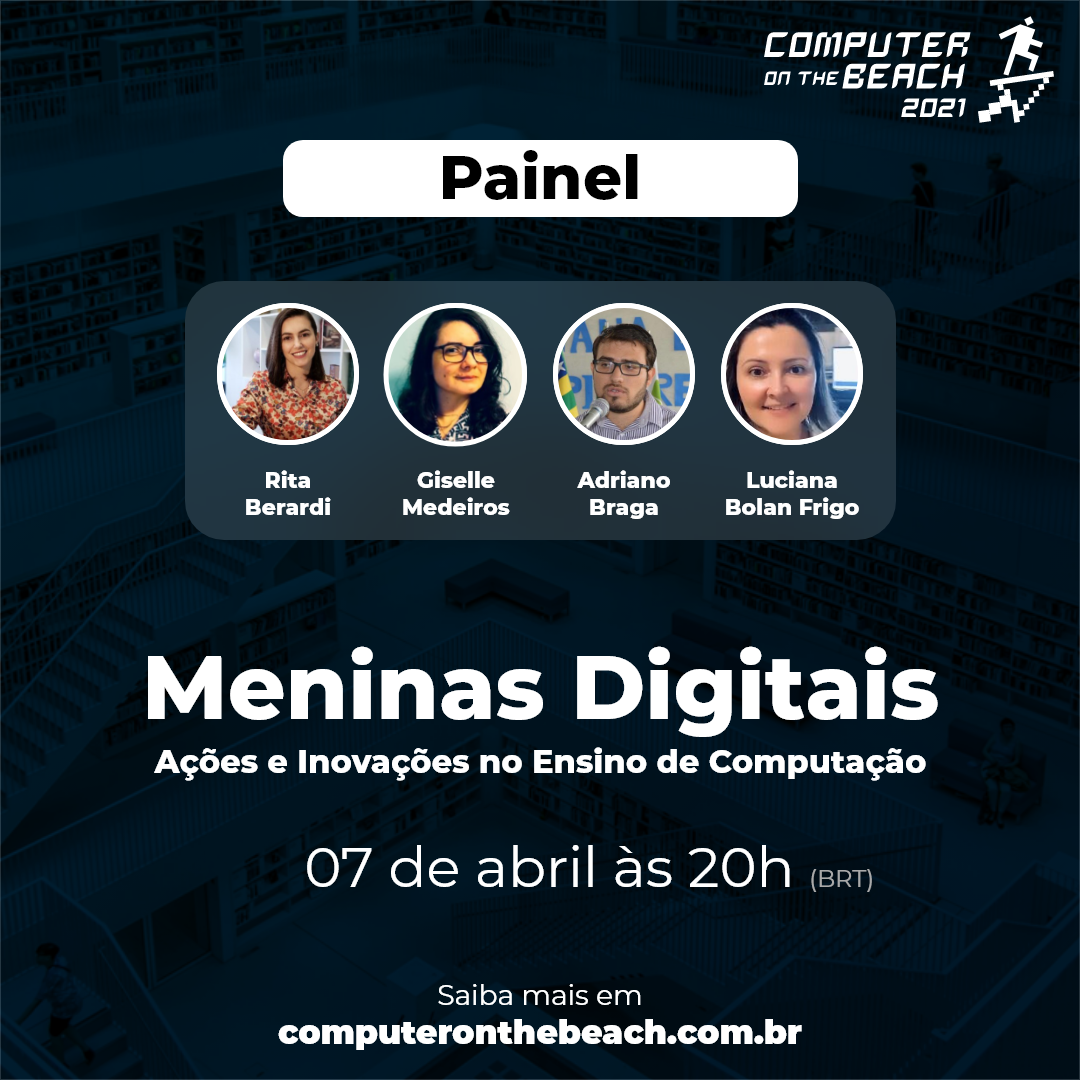 COMPUTER
ON THE BEACH
2021
Painel
Rita
Berardi
Giselle
Medeiros
Adriano
Braga
Luciana
Bolan Frigo
Meninas Digitais
Ações e Inovações no Ensino de Computação
07 de abril às 20h (BRT)
Saiba mais em
computeronthebeach.com.br